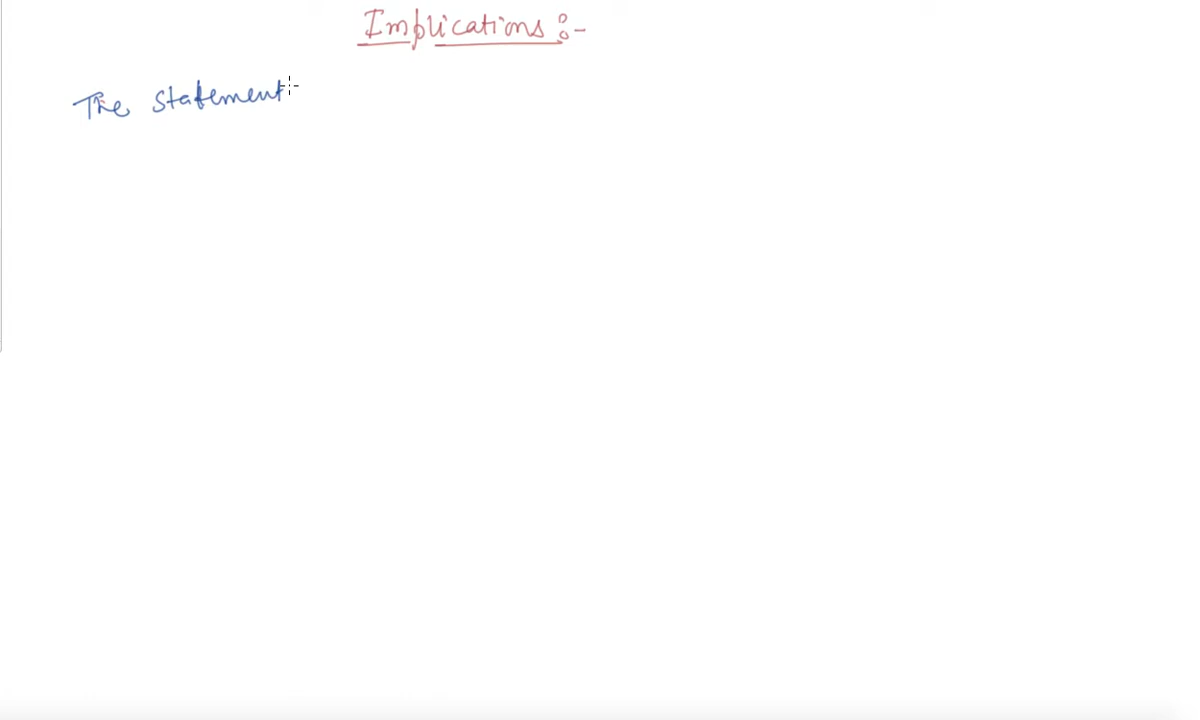 Implications :-
The statement